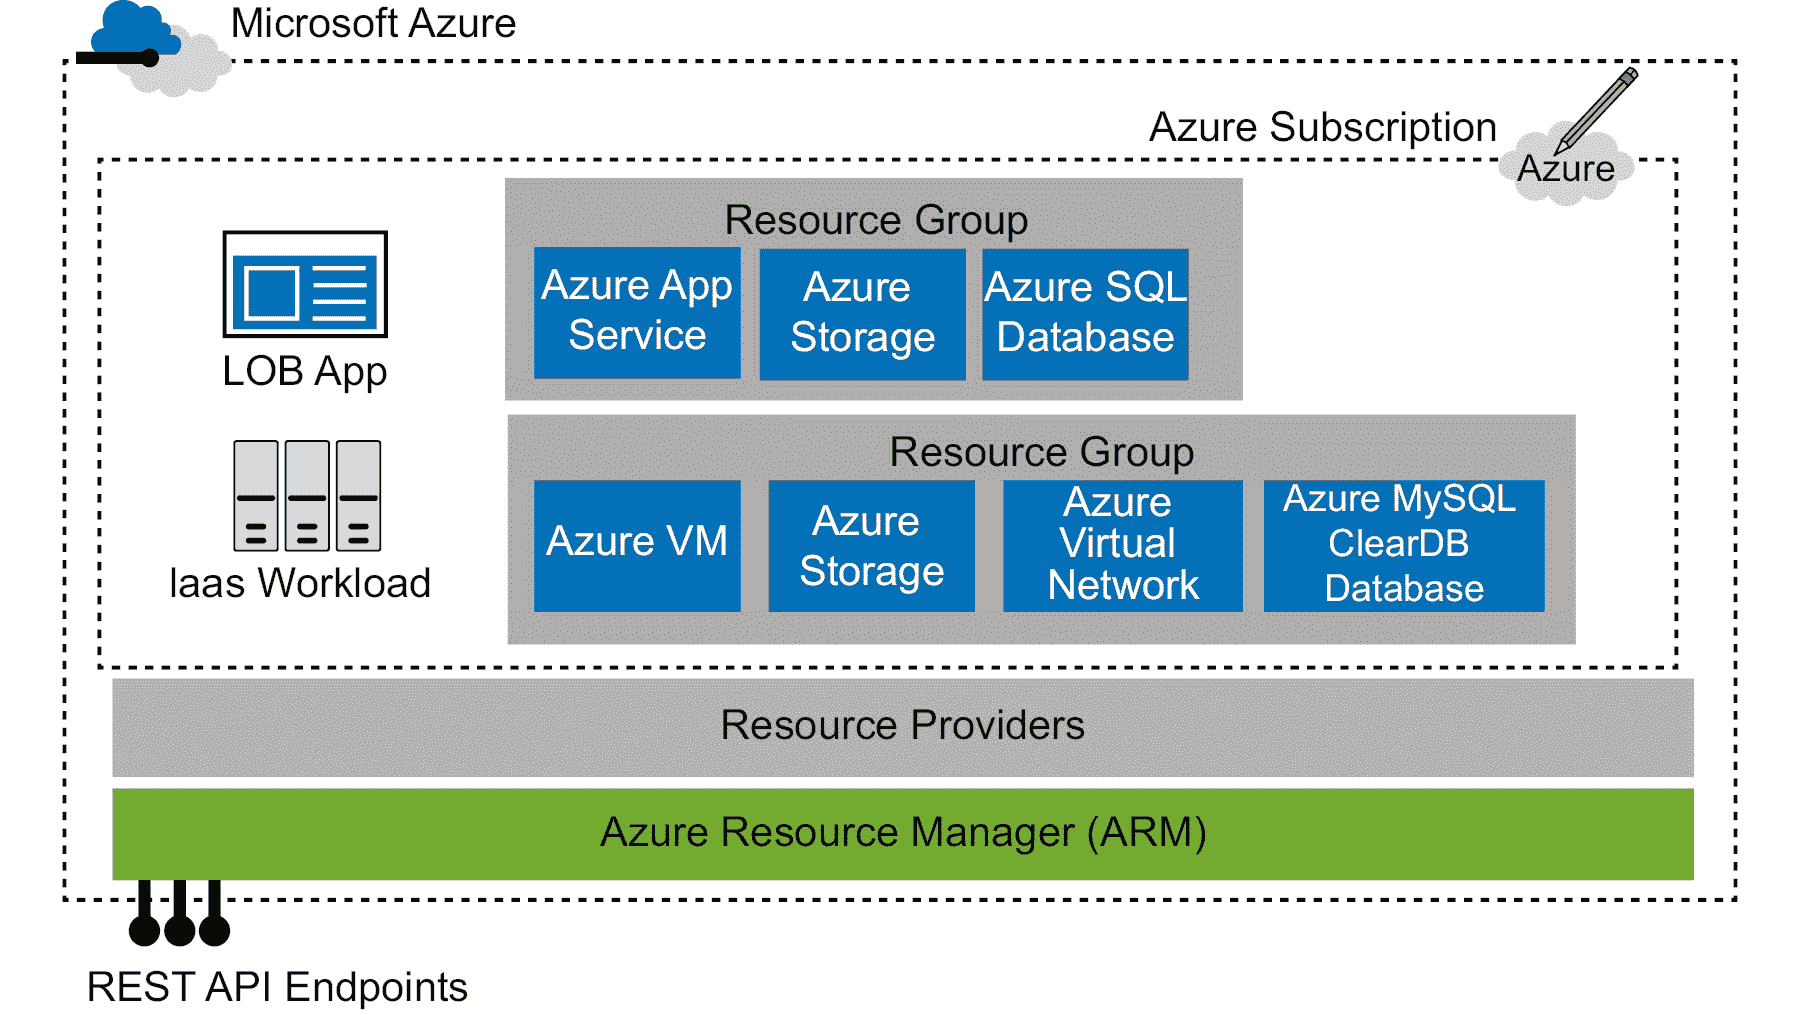 Microsoft Azure
Azure Subscription
Azure
Resource Group
Azure App
Service
Azure
Storage
Azure SQL
Database
LOB App
Resource Group
Azure VM
Azure
Storage
Azure
Virtual
Network
Azure MySQL
ClearDB
Database
Iaas Workload
Resource Providers
Azure Resource Manager (ARM)
REST API Endpoints